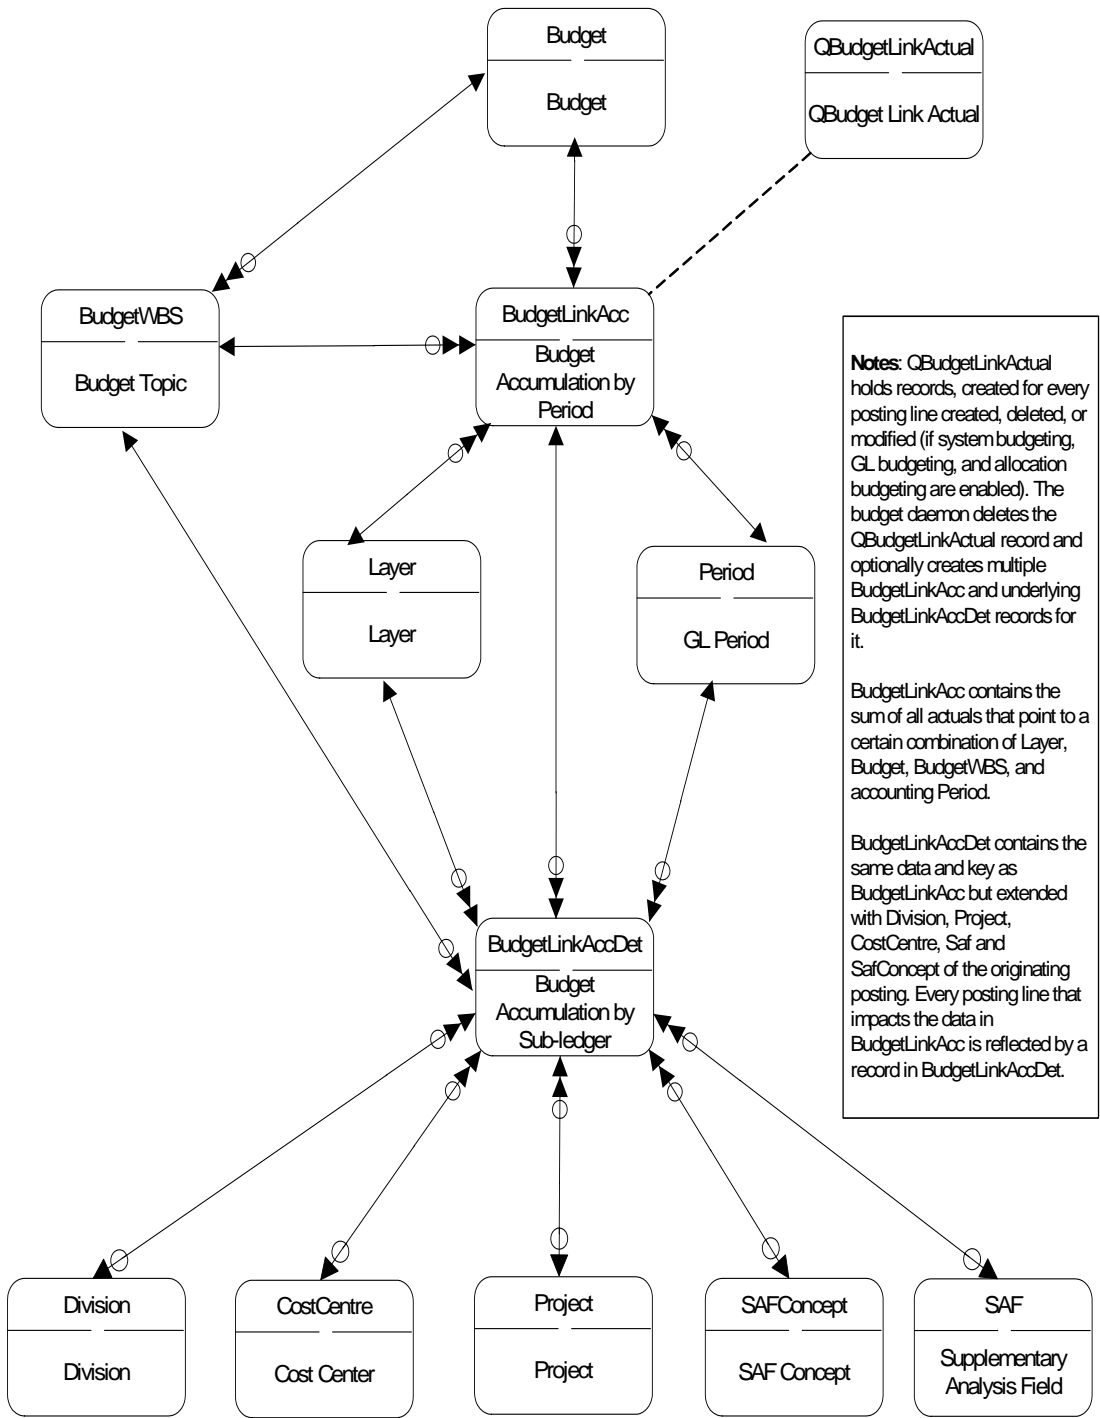 Budget
Budget
QBudgetLinkActual
QBudget Link Actual
BudgetWBS
Budget Topic
BudgetLinkAcc
Budget
Accumulation by
Period
Notes: QBudgetLinkActual
holds records, created for every
posting line created, deleted, or
modified (if system budgeting,
GL budgeting, and allocation
budgeting are enabled). The
budget daemon deletes the
QBudgetLinkActual record and
optionally creates multiple
BudgetLinkAcc and underlying
BudgetLinkAccDet records for
it.
BudgetLinkAcc contains the
sum of all actuals that point to a
certain combination of Layer,
Budget, BudgetWBS, and
accounting Period.
BudgetLinkAccDet contains the
same data and key as
BudgetLinkAcc but extended
with Division, Project,
CostCentre, Saf and
SafConcept of the originating
posting. Every posting line that
impacts the data in
BudgetLinkAcc is reflected by a
record in BudgetLinkAccDet.
Layer
Layer
Period
GL Period
BudgetLinkAccDet
Budget
Accumulation by
Sub-ledger
Division
Division
CostCentre
Cost Center
Project
Project
SAFConcept
SAF Concept
SAF
Supplementary
Analysis Field